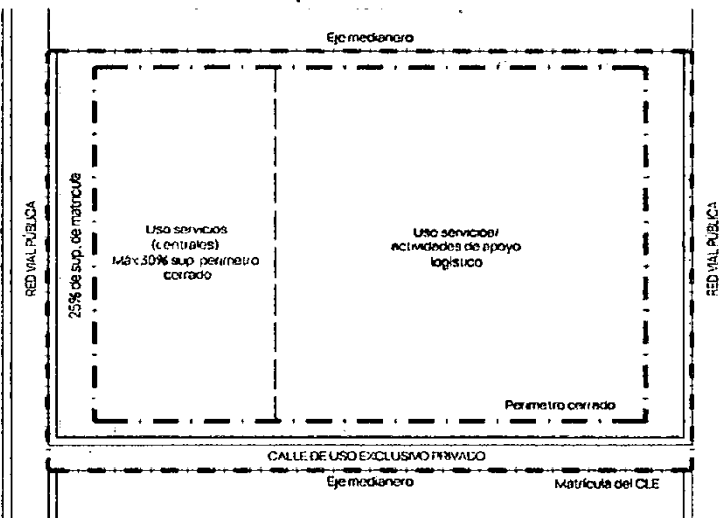 Eje medianero
RED VIAL PÚBLICA
25% de sup. de matrícula
Uso servicios
(centrales)
Máx 30% sup. perímetro
cerrado
Uso servicios/
actividades de apoyo
logístico
RED VIAL PÚBLICA
Perímetro cerrado
CALLE DE USO EXCLUSIVO PRIVADO
Eje medianero
Matrícula del CLE